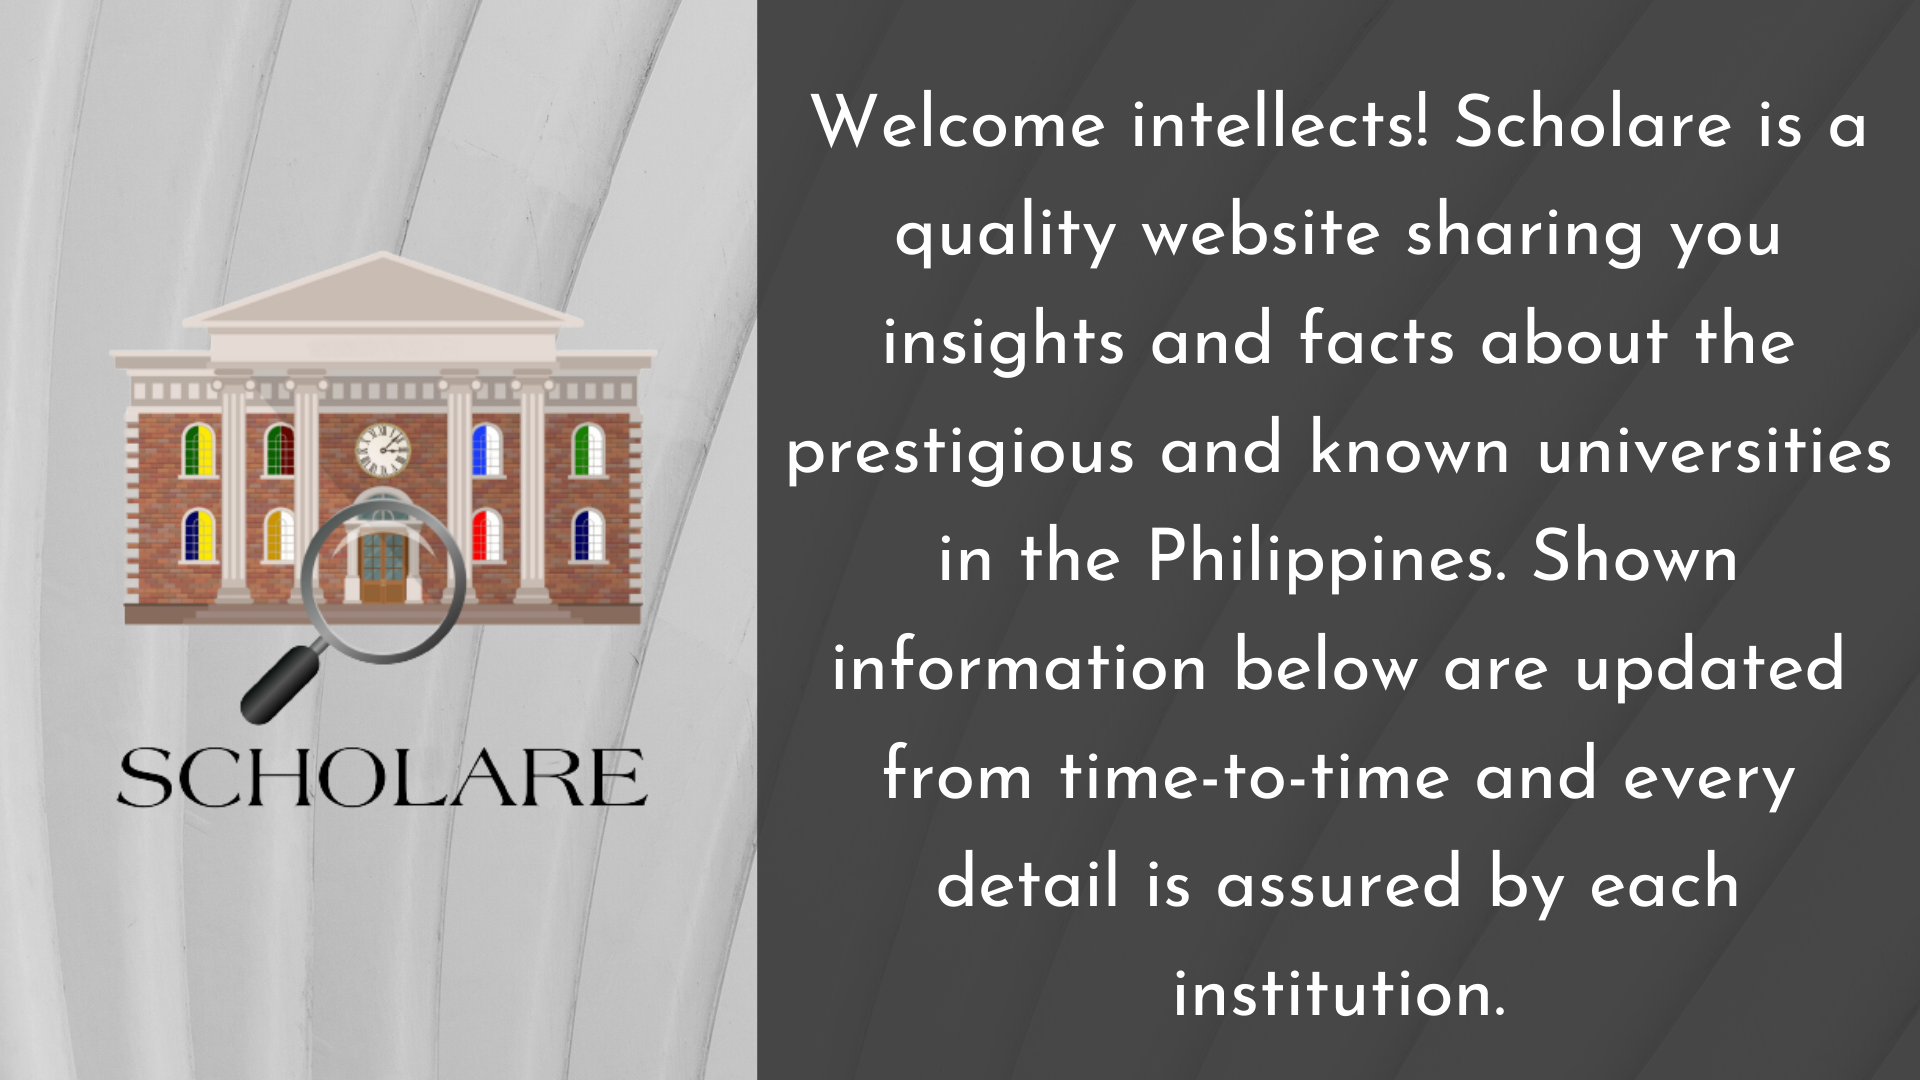 SCHOLARE
Welcome intellects! Scholare is a
quality website sharing you
insights and facts about the
prestigious and known universities
in the Philippines. Shown
information below are updated
from time-to-time and every
detail is assured by each
institution.